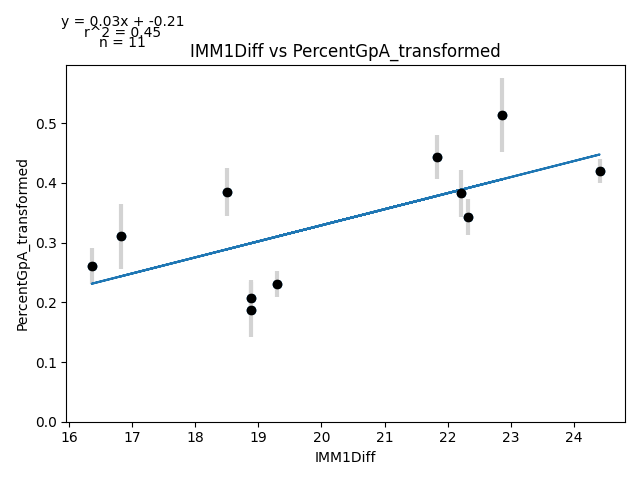 y = 0.03x + -0.21
r^2 = 0.45
n = 11
IMM1Diff vs PercentGpA_transformed
PercentGpA_transformed
0.5
0.4
0.3
0.2
0.1
0.0
16 17 18 19 20 21 22 23 24
IMM1Diff